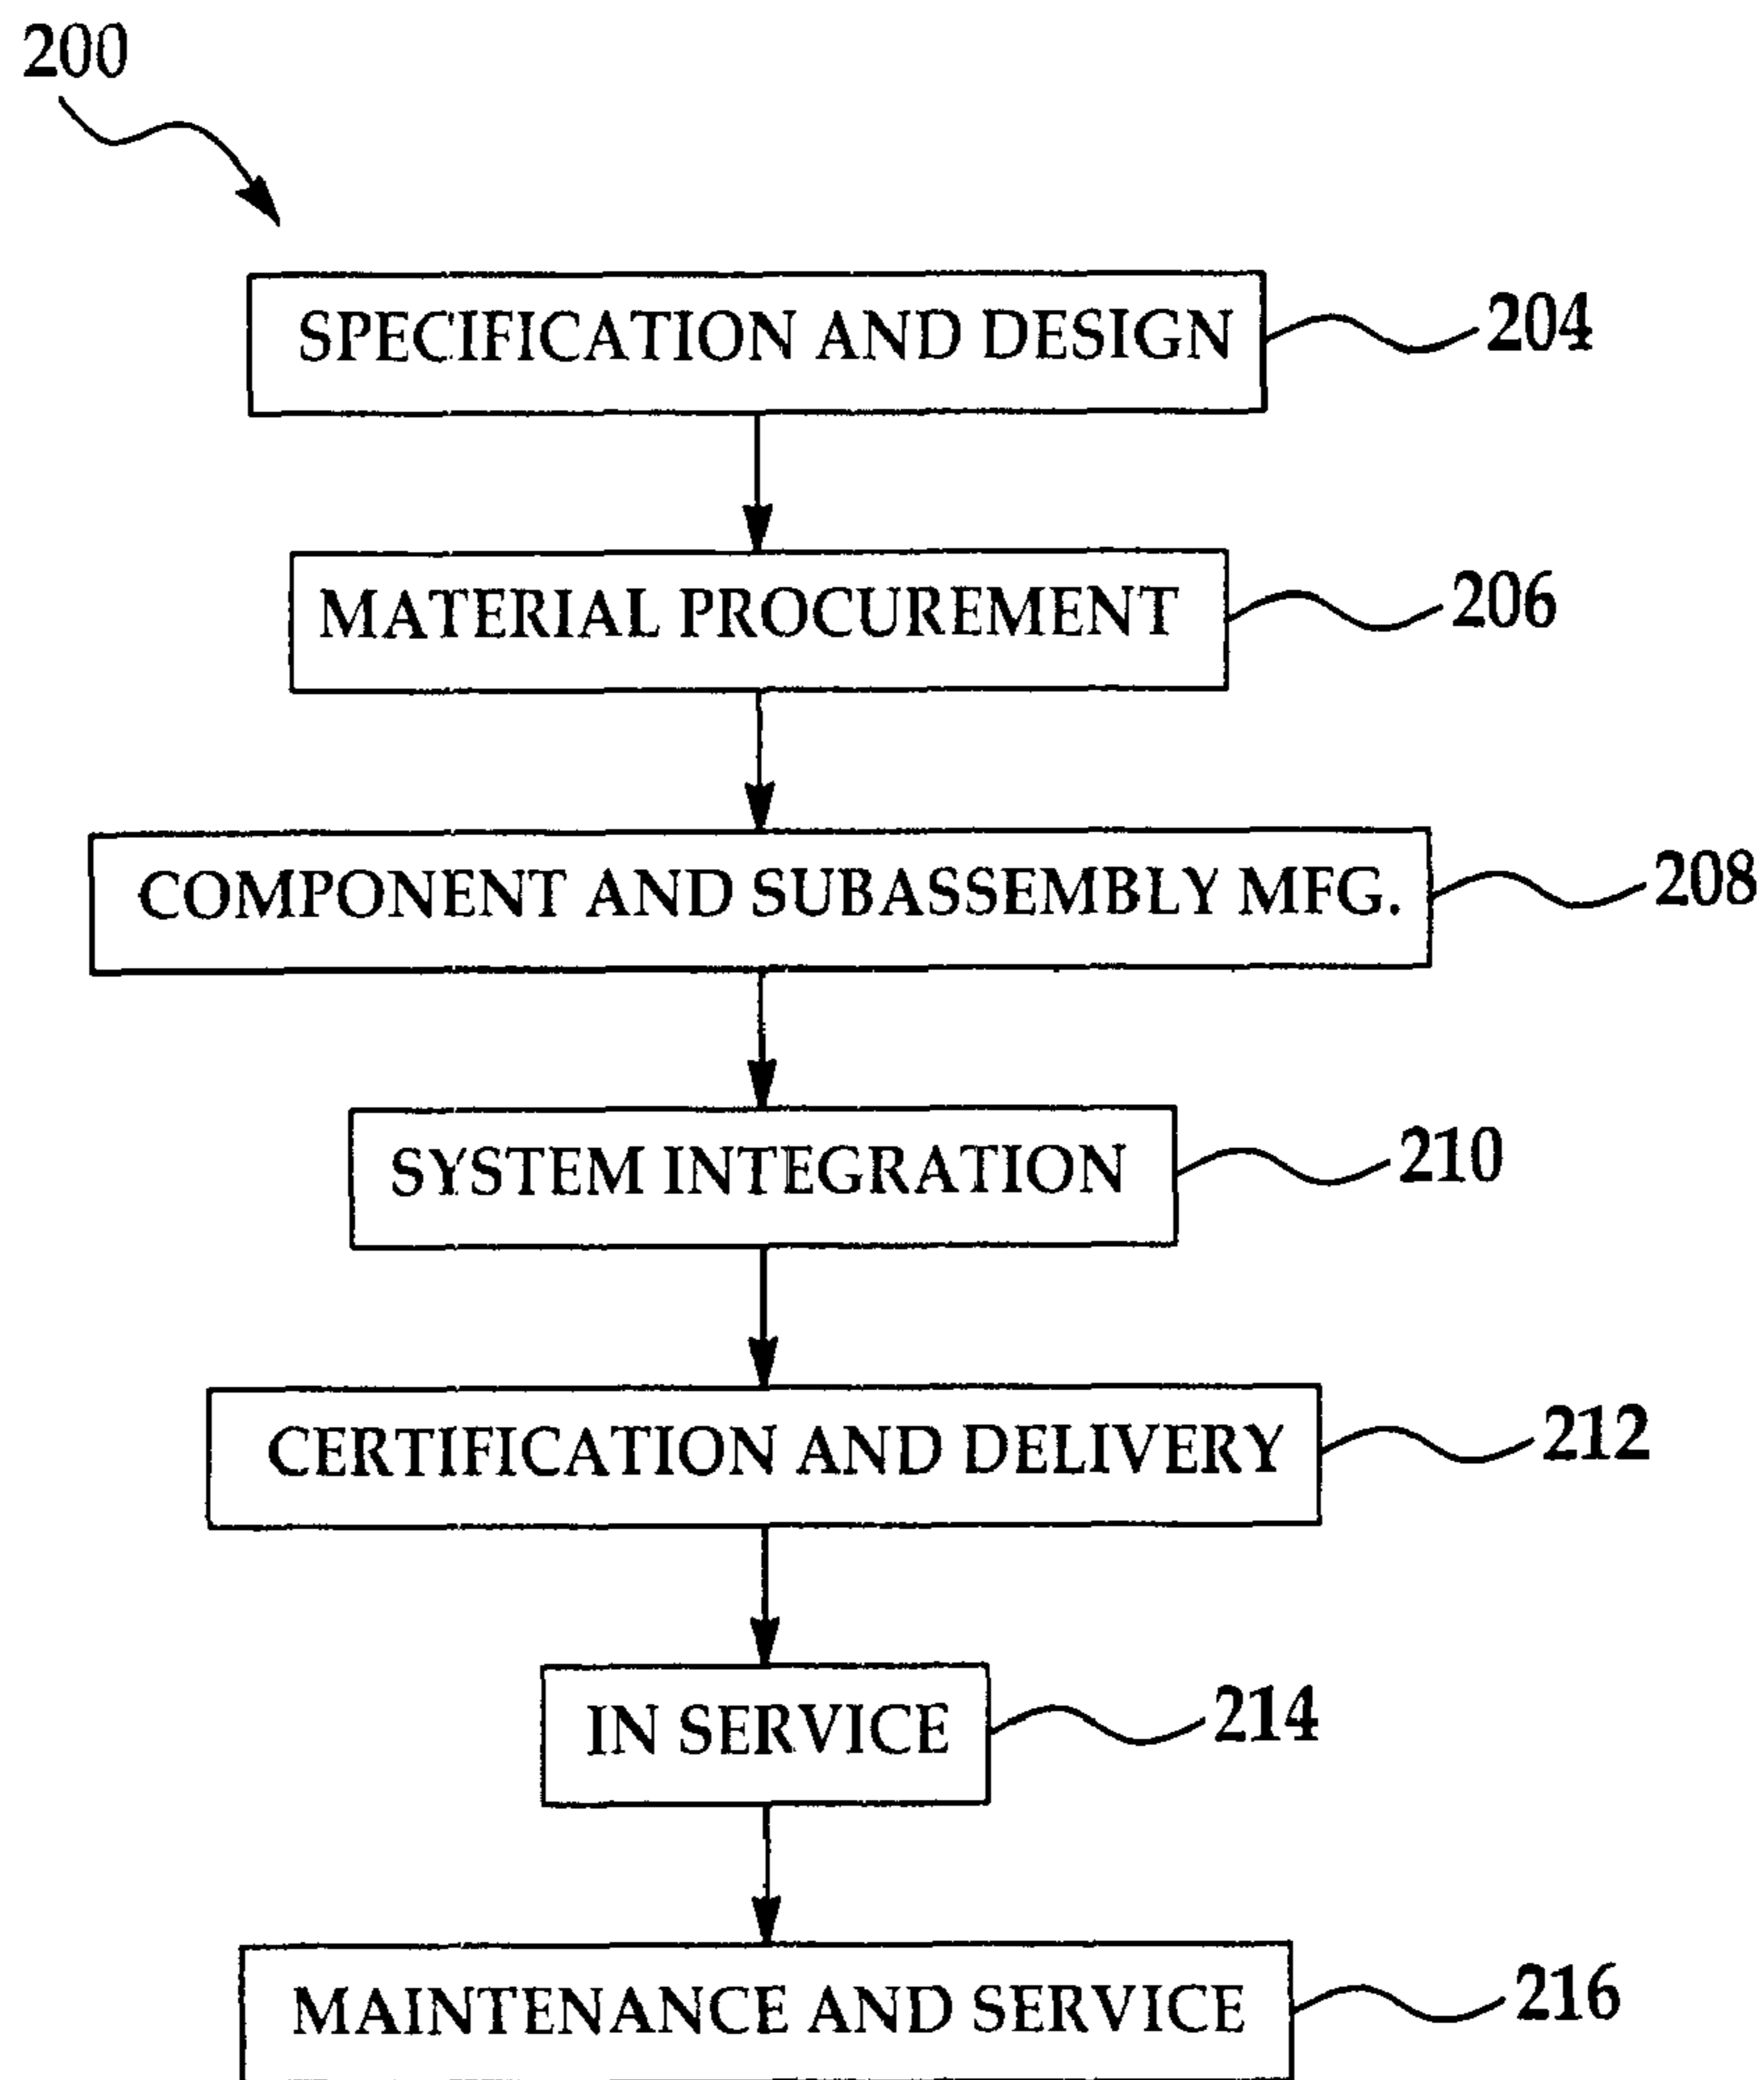 200
SPECIFICATION AND DESIGN 204
MATERIAL PROCUREMENT 206
COMPONENT AND SUBASSEMBLY MFG. 208
SYSTEM INTEGRATION 210
CERTIFICATION AND DELIVERY 212
IN SERVICE 214
MAINTENANCE AND SERVICE 216